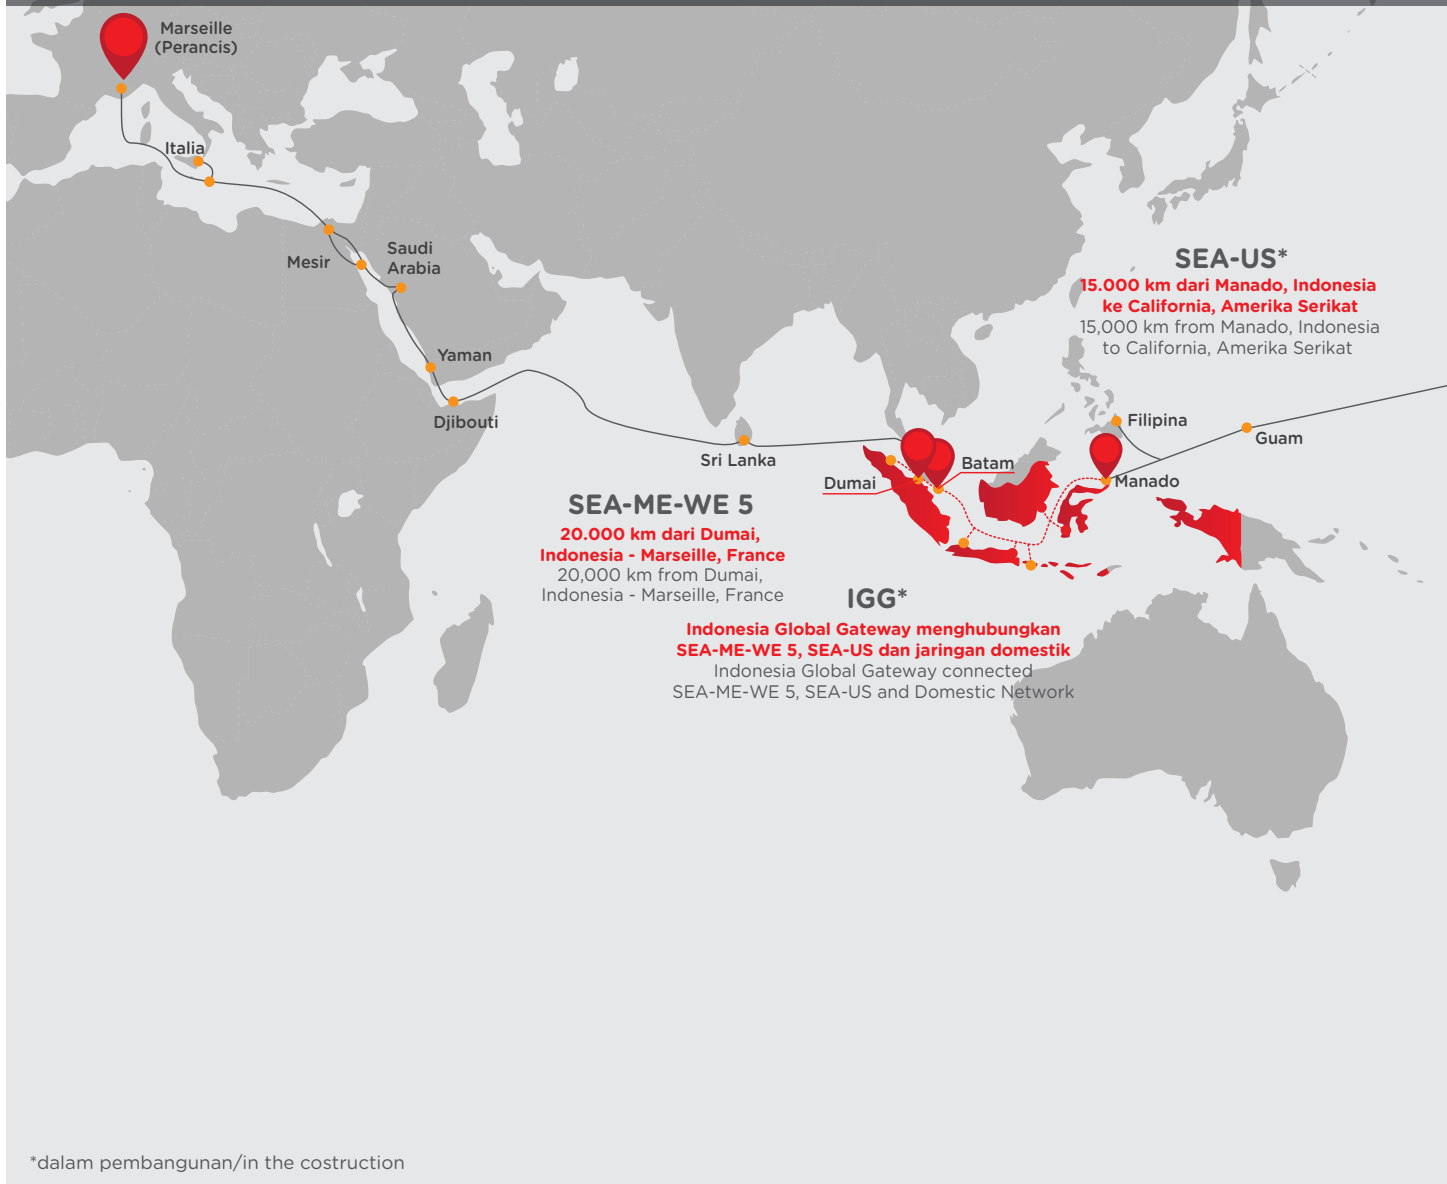 Marseille
(Perancis)
Italia
Mesir
Saudi
Arabia
Yaman
Djibouti
Sri Lanka
SEA-US*
15.000 km dari Manado, Indonesia
ke California, Amerika Serikat
15,000 km from Manado, Indonesia
to California, Amerika Serikat
Filipina
Guam
Batam
Dumai
Manado
SEA-ME-WE 5
20.000 km dari Dumai,
Indonesia - Marseille, France
20,000 km from Dumai,
Indonesia - Marseille, France
IGG*
Indonesia Global Gateway menghubungkan
SEA-ME-WE 5, SEA-US dan jaringan domestik
Indonesia Global Gateway connected
SEA-ME-WE 5, SEA-US and Domestic Network
*dalam pembangunan/in the costruction